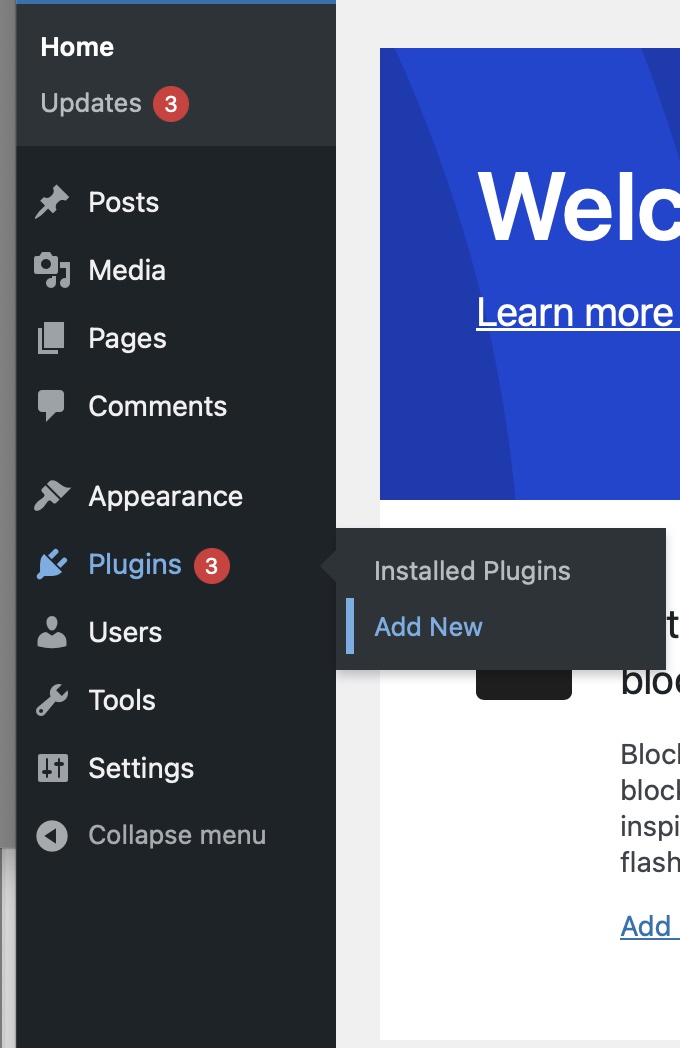 Home
Updates 3
Posts
Media
Pages
Comments
Appearance
Plugins 3
Users
Tools
Settings
Collapse menu
Installed Plugins
Add New
Welc
Learn more
t
bloc
Block
block
inspi
flash
Add